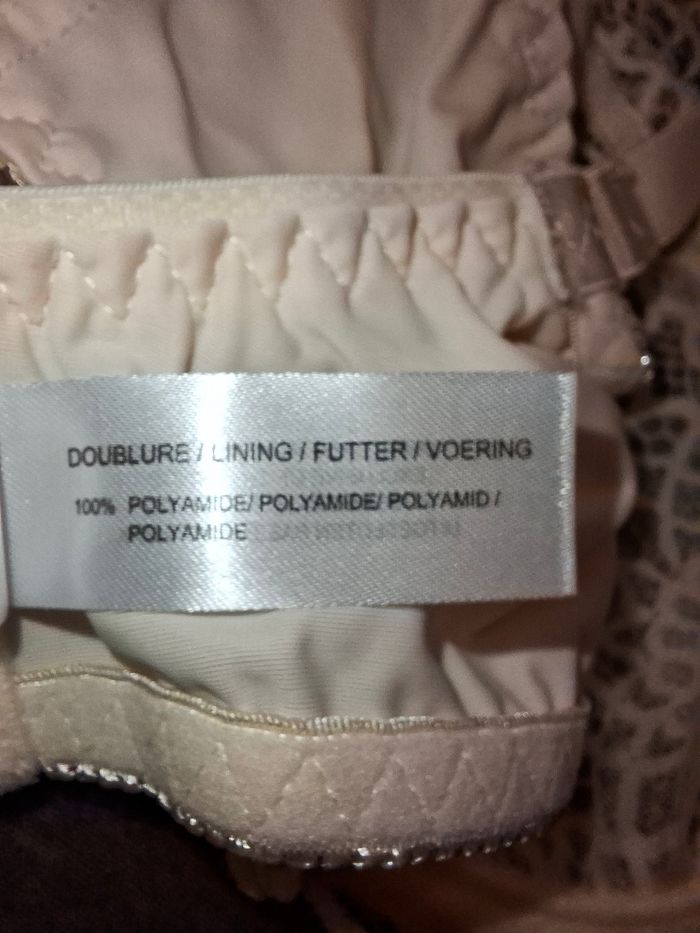 DOUBLURE / LINING / FUTTER / VOERING
100% POLYAMIDE/ POLYAMIDE/ POLYAMID /
POLYAMIDE